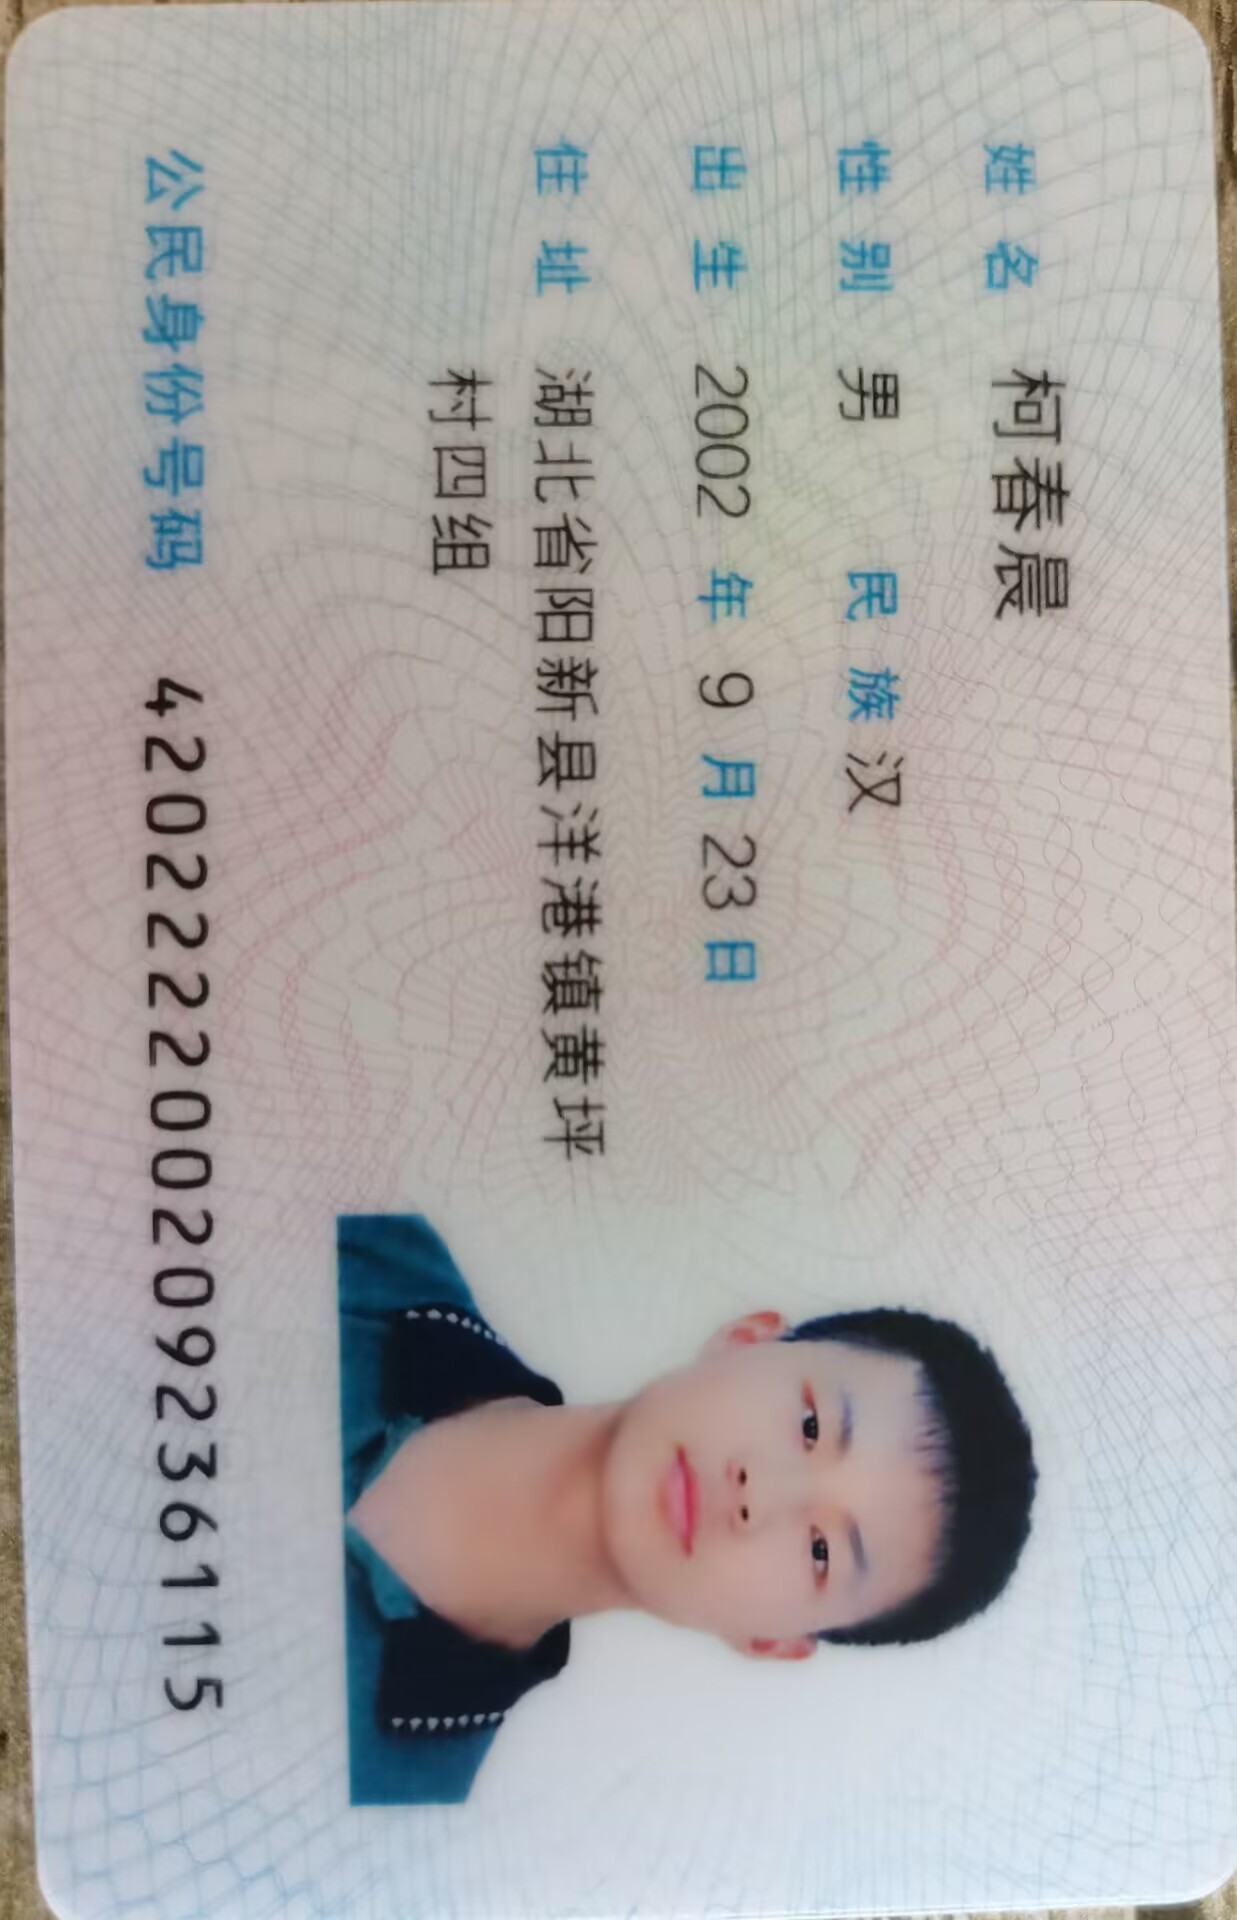 姓名 柯春晨
性别 男 民族 汉
出生 2002 年 9 月 23 日
住址 湖北省阳新县洋港镇黄坪
村四组
公民身份号码 420222200209236115